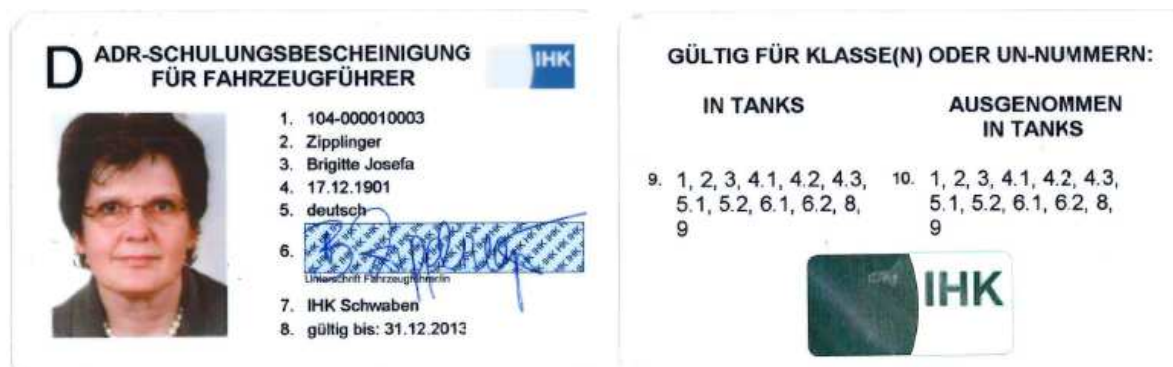 D
ADR-SCHULUNGSBESCHEINIGUNG
FÜR FAHRZEUGFÜHRER
IHK
1. 104-000010003
2. Zipplinger
3. Brigitte Josefa
4. 17.12.1901
5. deutsch
6.
Unterschrift Fahrzeugführer/in
7. IHK Schwaben
8. gültig bis: 31.12.2013
GÜLTIG FÜR KLASSE(N) ODER UN-NUMMERN:
IN TANKS
9. 1, 2, 3, 4.1, 4.2, 4.3,
5.1, 5.2, 6.1, 6.2, 8,
9
AUSGENOMMEN
IN TANKS
10. 1, 2, 3, 4.1, 4.2, 4.3,
5.1, 5.2, 6.1, 6.2, 8,
9
IHK